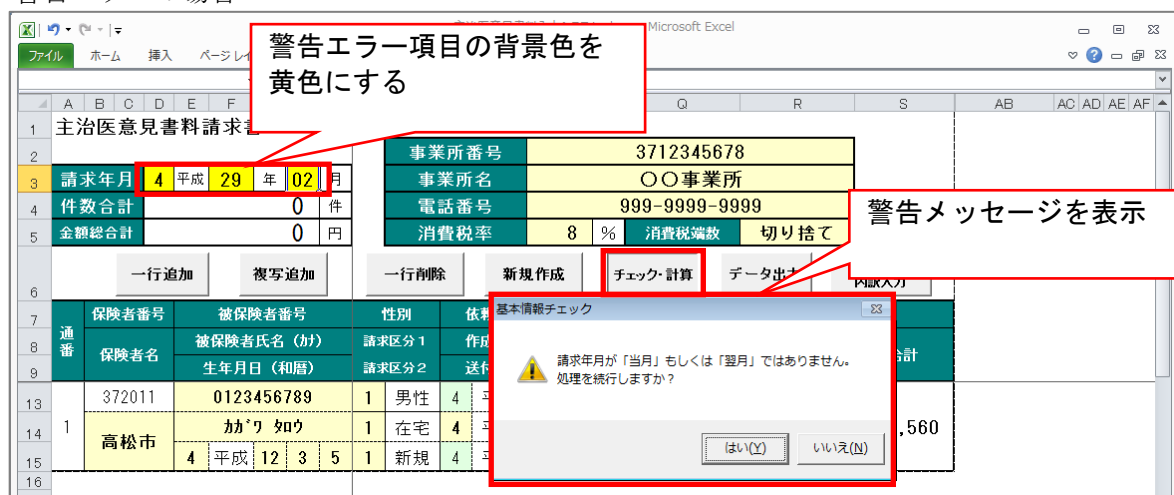 Microsoft Excel
ファイル ホーム 挿入
警告エラー項目の背景色を
黄色にする
A B C D E F Q R S AB AC AD AE AF
1 主治医意見書料請求書
2 事業所番号 3712345678
3 請求年月 4 平成 29 年 02 月 事業所名 〇〇事業所
4 件数合計 0 件 電話番号 999-9999-9999
5 金額総合計 0 円 消費税率 8 % 消費税端数 切り捨て
警告メッセージを表示
6 一行追加 複写追加 一行削除 新規作成 チェック・計算 データ出力 内訳入力
7 保険者番号 被保険者番号 性別
8 通番 保険者名 被保険者氏名（ｶﾅ） 請求区分1
9 生年月日（和暦） 請求区分2
基本情報チェック
請求年月が「当月」もしくは「翌月」ではありません。
処理を続行しますか？
はい(Y) いいえ(N)
13 372011 0123456789 1 男性 4
14 1 高松市 ｶｶﾞﾜ ﾀﾛｳ 1 在宅 4 ,560
15 4 平成 12 3 5 1 新規 4
16